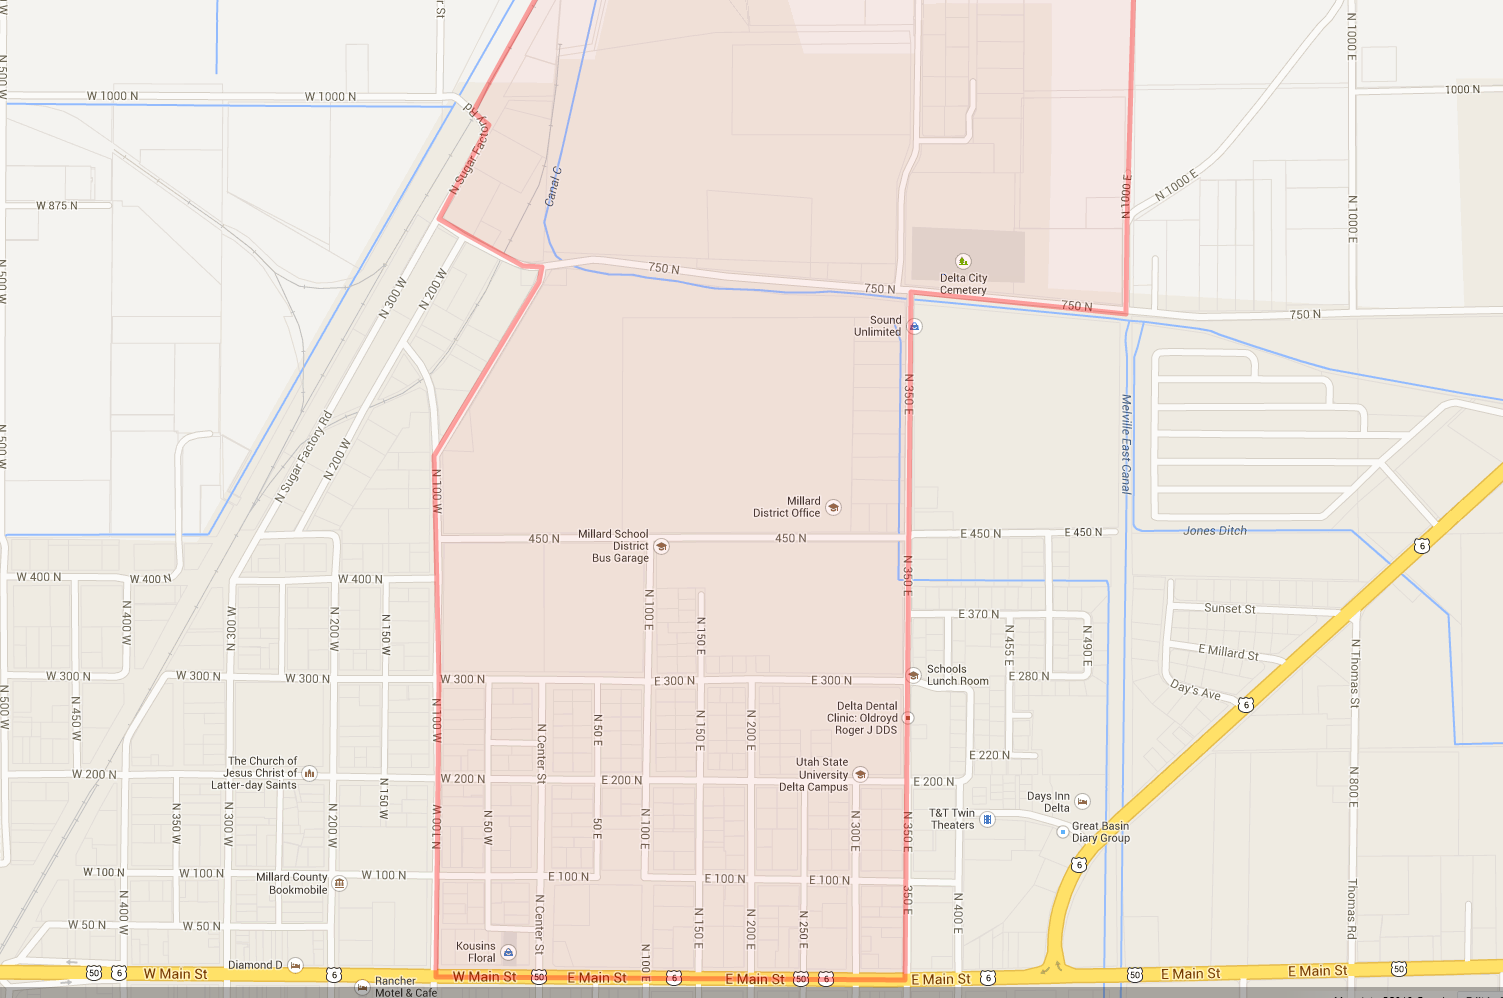 N 1000 E
W 1000 N
W 1000 N
1000 N
N 500 W
N Sugar Factory Rd
Canal C
N 1000 E
N 1000 E
N 1000 E
W 875 N
750 N
750 N
750 N
750 N
Delta City
Cemetery
N 500 W
N 300 W
N 200 W
Sound
Unlimited
N 350 E
Melville East Canal
N Sugar Factory Rd
N 200 W
N 500 W
N 100 W
Millard
District Office
Millard School
District
Bus Garage
450 N
450 N
E 450 N
E 450 N
Jones Ditch
6
W 400 N
W 400 N
W 400 N
N 350 E
N 400 W
N 300 W
N 200 W
N 150 W
N 100 E
N 150 E
E 370 N
N 455 E
N 490 E
Sunset St
E Millard St
Day's Ave
6
N Thomas St
W 300 N
W 300 N
W 300 N
W 300 N
E 300 N
E 300 N
Schools
Lunch Room
E 280 N
N 500 W
N 450 W
N 100 W
N Center St
N 50 E
N 150 E
N 200 E
Delta Dental
Clinic: Oldroyd
Roger J DDS
E 220 N
The Church of
Jesus Christ of
Latter-day Saints
W 200 N
W 200 N
E 200 N
Utah State
University
Delta Campus
E 200 N
Days Inn
Delta
T&T Twin
Theaters
Great Basin
Diary Group
N 800 E
N 350 W
N 300 W
N 200 W
N 150 W
N 100 W
N 50 W
50 E
N 100 E
N 300 E
N 350 E
6
W 100 N
W 100 N
W 100 N
Millard County
Bookmobile
E 100 N
E 100 N
E 100 N
N 400 W
N Center St
N 150 E
N 200 E
N 250 E
350 E
N 400 E
Thomas Rd
W 50 N
W 50 N
Kousins
Floral
N 100 E
50
6
W Main St
Diamond D
6
Rancher
Motel & Cafe
W Main St
50
E Main St
6
E Main St
50
6
E Main St
6
50
E Main St
E Main St
50